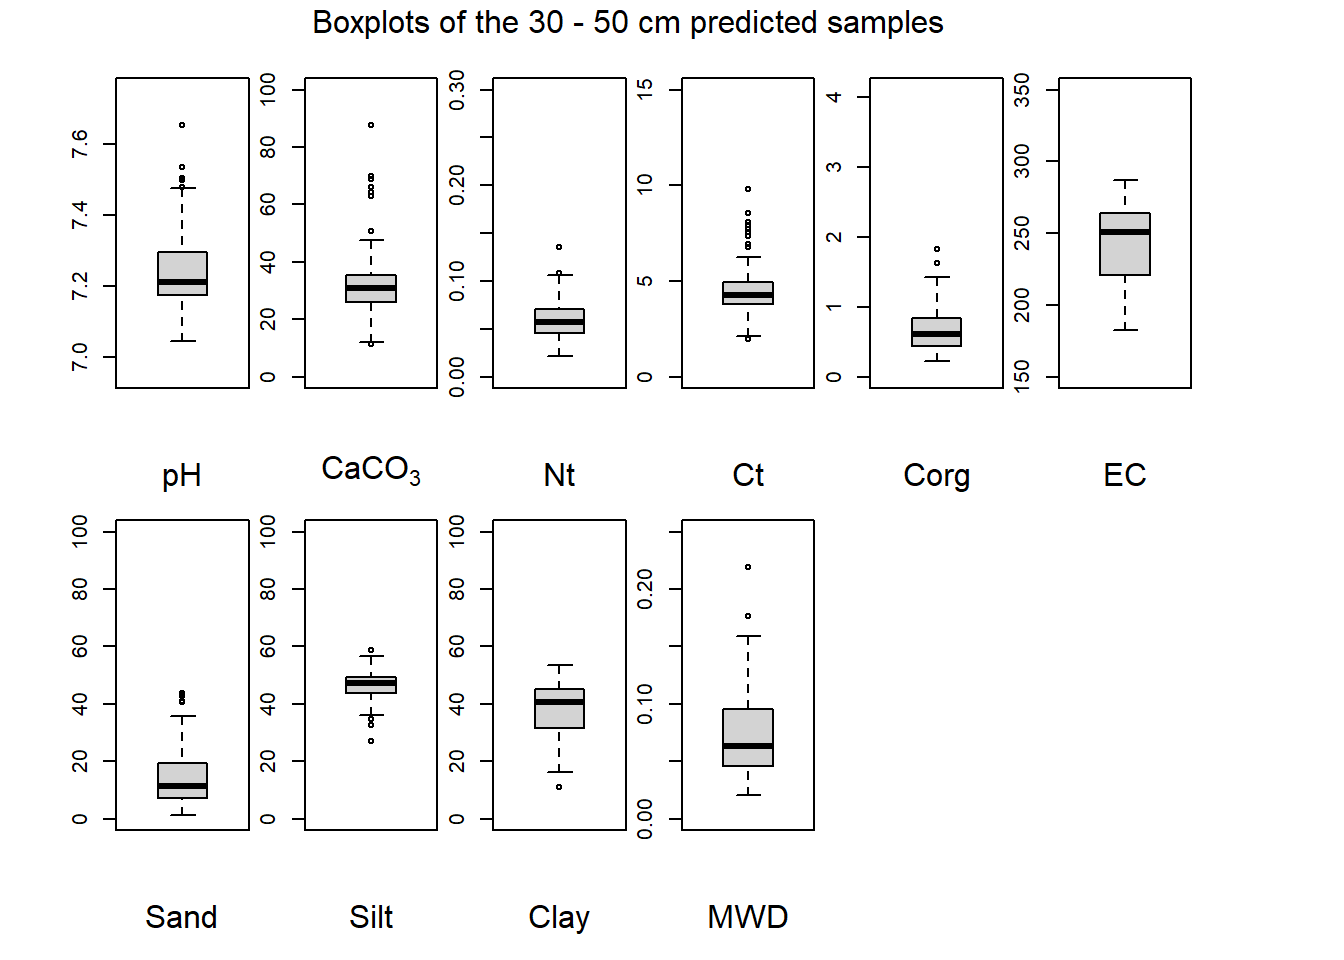 Boxplots of the 30 - 50 cm predicted samples
7.0 7.2 7.4 7.6
0 20 40 60 80 100
0.00 0.10 0.20 0.30
0 5 10 15
0 1 2 3 4
150 200 250 300 350
pH CaCO₃ Nt Ct Corg EC
0 20 40 60 80 100
0 20 40 60 80 100
0 20 40 60 80 100
0.00 0.10 0.20
Sand Silt Clay MWD